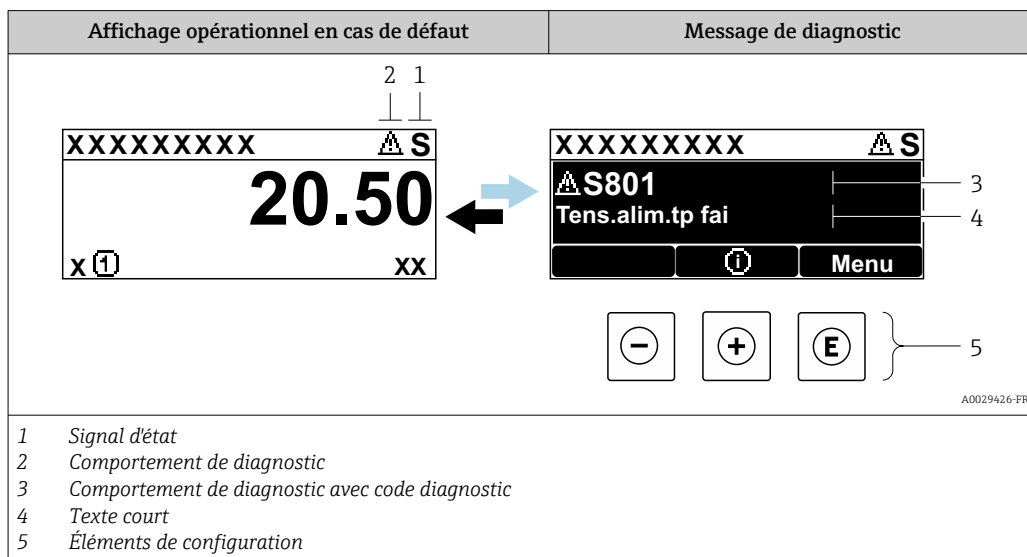 Affichage opérationnel en cas de défaut
Message de diagnostic
2 1
XXXXXXXXX ⚠ S
20.50
x ① xx
XXXXXXXXX ⚠ S
⚠S801
Tens.alim.tp fai
ⓘ Menu
3
4
− + E
5
A0029426-FR
1 Signal d'état
2 Comportement de diagnostic
3 Comportement de diagnostic avec code diagnostic
4 Texte court
5 Éléments de configuration